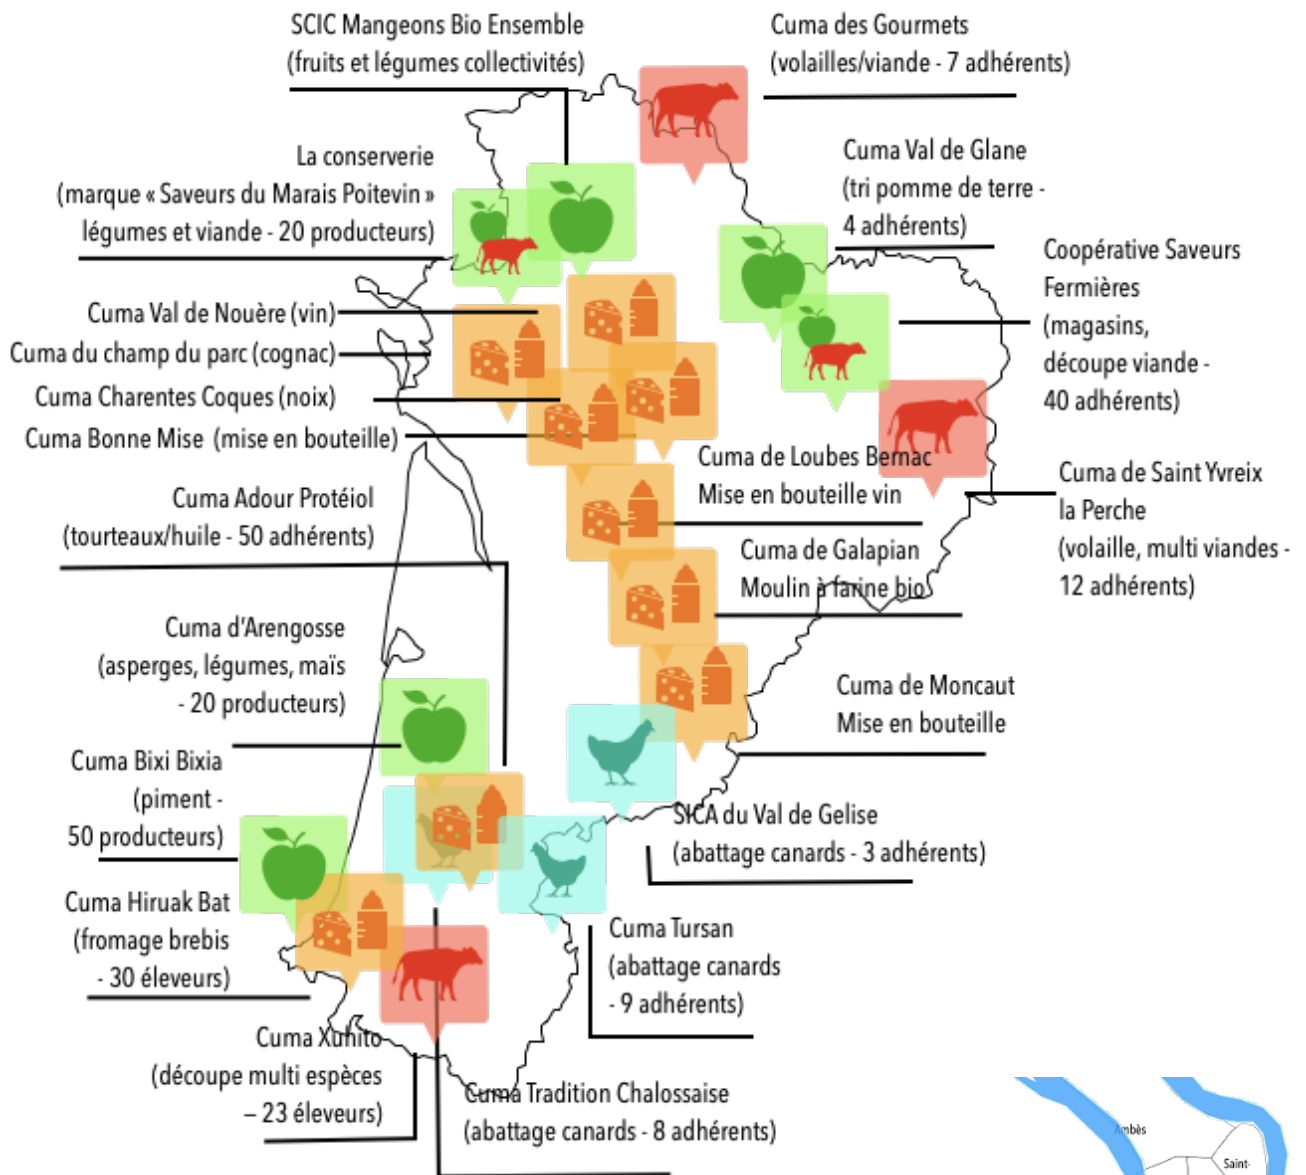 SCIC Mangeons Bio Ensemble
(fruits et légumes collectivités)
Cuma des Gourmets
(volailles/viande - 7 adhérents)
La conserverie
(marque « Saveurs du Marais Poitevin »
légumes et viande - 20 producteurs)
Cuma Val de Glane
(tri pomme de terre -
4 adhérents)
Coopérative Saveurs
Fermières
(magasins,
découpe viande -
40 adhérents)
Cuma Val de Nouère (vin)
Cuma du champ du parc (cognac)
Cuma Charentes Coques (noix)
Cuma Bonne Mise (mise en bouteille)
Cuma de Loubes Bernac
Mise en bouteille vin
Cuma de Saint Yvreix
la Perche
(volaille, multi viandes -
12 adhérents)
Cuma Adour Protéiol
(tourteaux/huile - 50 adhérents)
Cuma de Galapian
Moulin à farine bio
Cuma d'Arengosse
(asperges, légumes, maïs
- 20 producteurs)
Cuma de Moncaut
Mise en bouteille
Cuma Bixi Bixia
(piment -
50 producteurs)
SICA du Val de Gelise
(abattage canards - 3 adhérents)
Cuma Hiruak Bat
(fromage brebis
- 30 éleveurs)
Cuma Tursan
(abattage canards
- 9 adhérents)
Cuma Xuhito
(découpe multi espèces
– 23 éleveurs)
Cuma Tradition Chalossaise
(abattage canards - 8 adhérents)
Ambès
Saint-